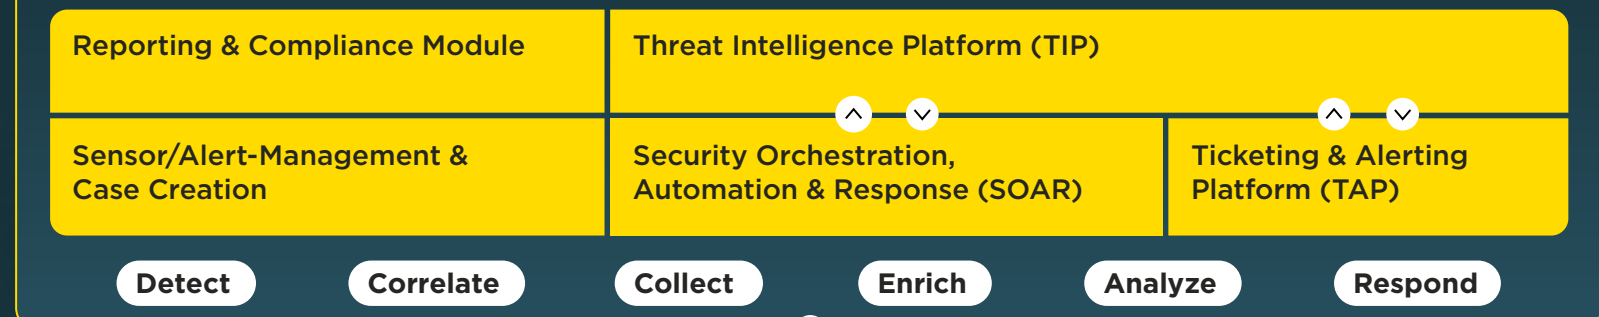 Reporting & Compliance Module
Threat Intelligence Platform (TIP)
Sensor/Alert-Management &
Case Creation
Security Orchestration,
Automation & Response (SOAR)
Ticketing & Alerting
Platform (TAP)
Detect
Correlate
Collect
Enrich
Analyze
Respond